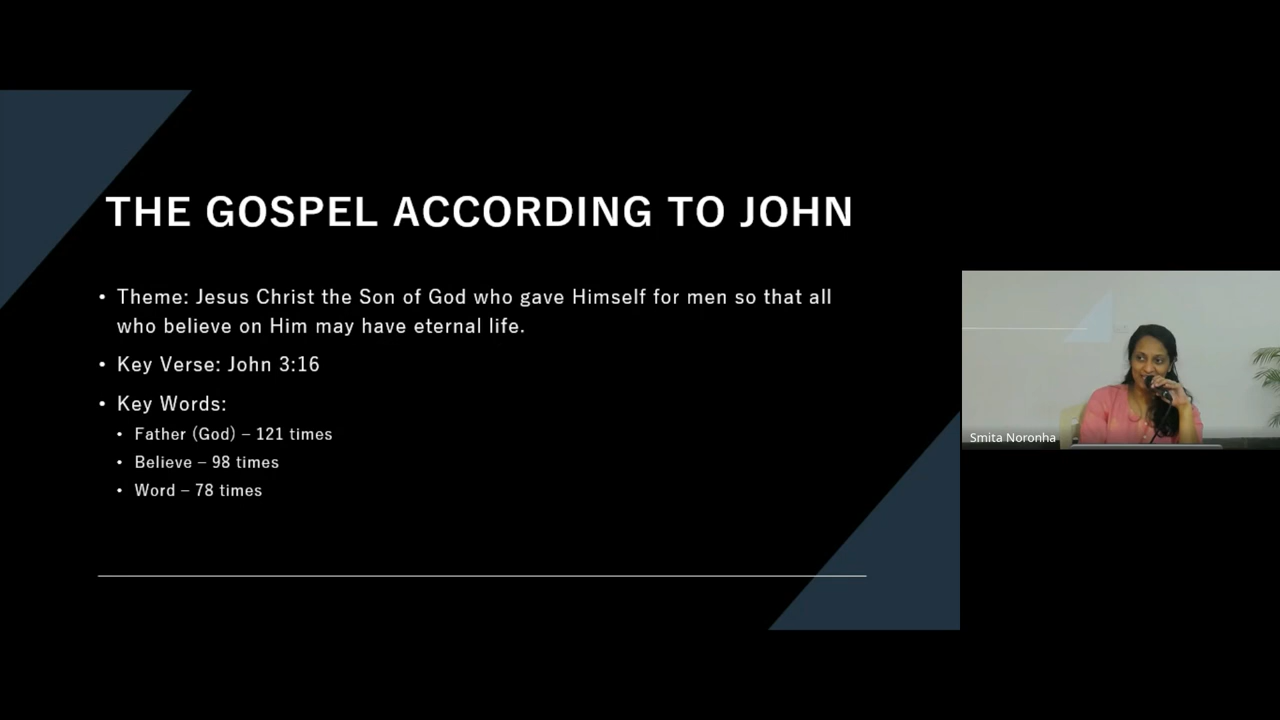 THE GOSPEL ACCORDING TO JOHN
• Theme: Jesus Christ the Son of God who gave Himself for men so that all
who believe on Him may have eternal life.
• Key Verse: John 3:16
• Key Words:
• Father (God) – 121 times
• Believe – 98 times
• Word – 78 times
Smita Noronha